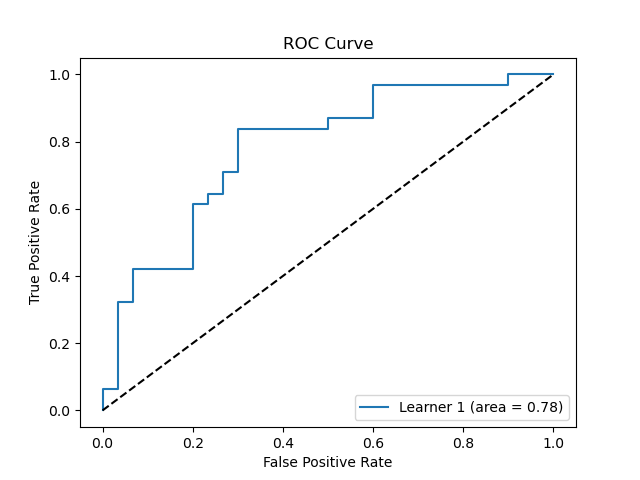 ROC Curve
True Positive Rate
1.0
0.8
0.6
0.4
0.2
0.0
0.0 0.2 0.4 0.6 0.8 1.0
False Positive Rate
Learner 1 (area = 0.78)